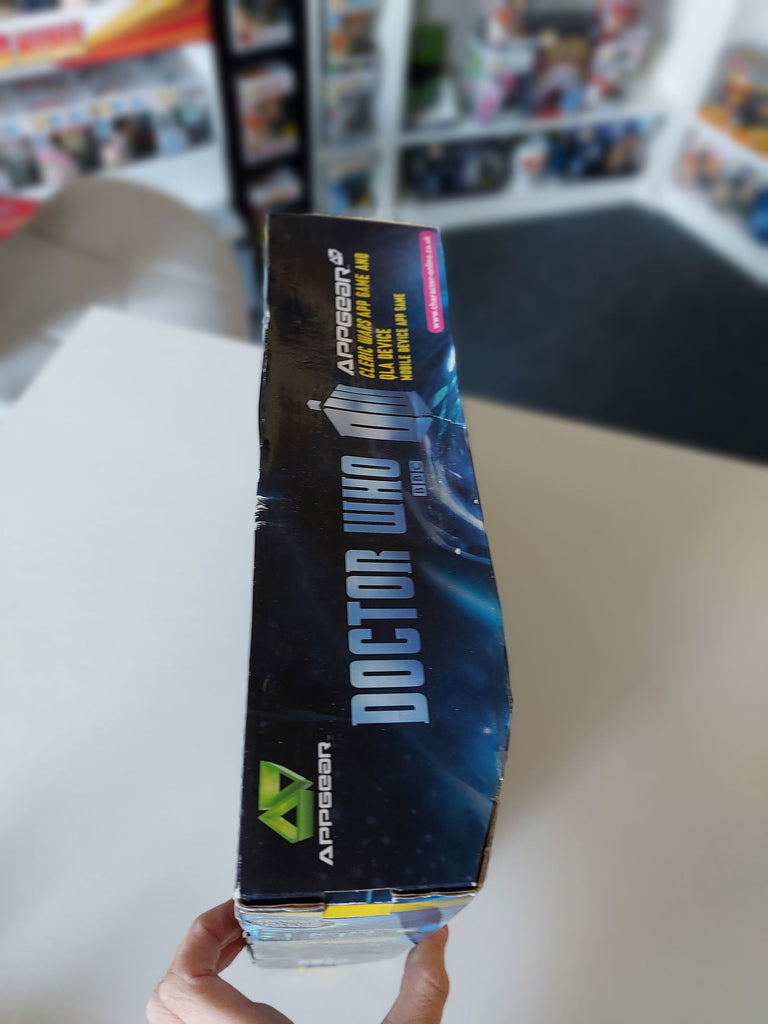 APPGEAR
DOCTOR WHO
BBC
APPGEAR
CLERIC WARS APP GAME AND
QLA DEVICE
MOBILE DEVICE APP GAME
www.character-online.co.uk